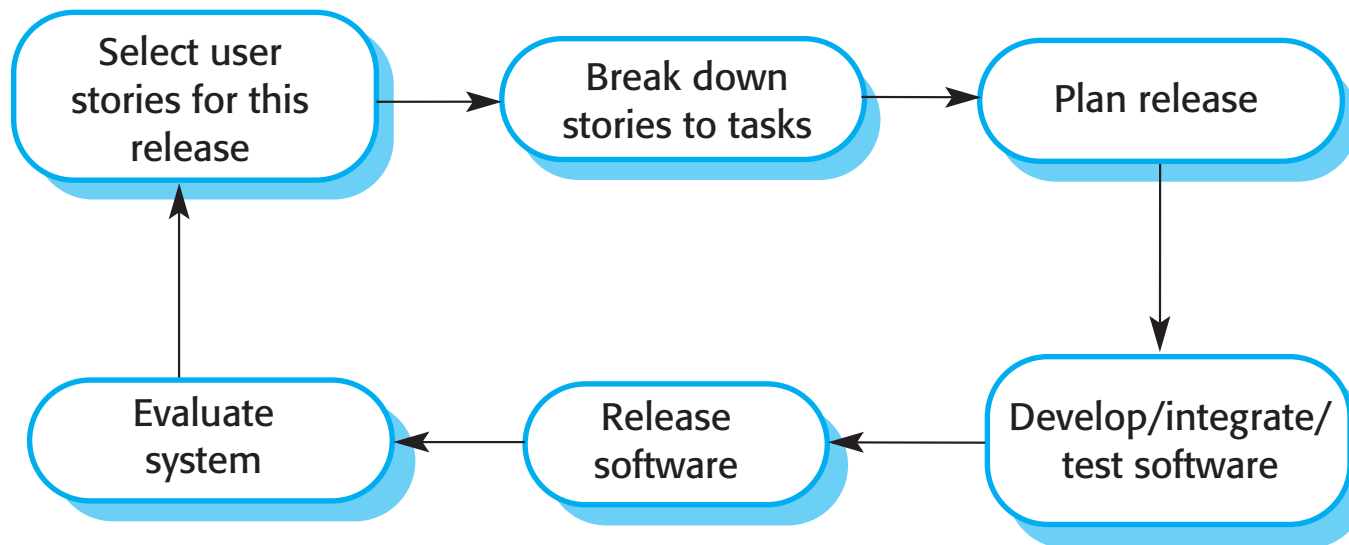 Select user
stories for this
release
Break down
stories to tasks
Plan release
Evaluate
system
Release
software
Develop/integrate/
test software